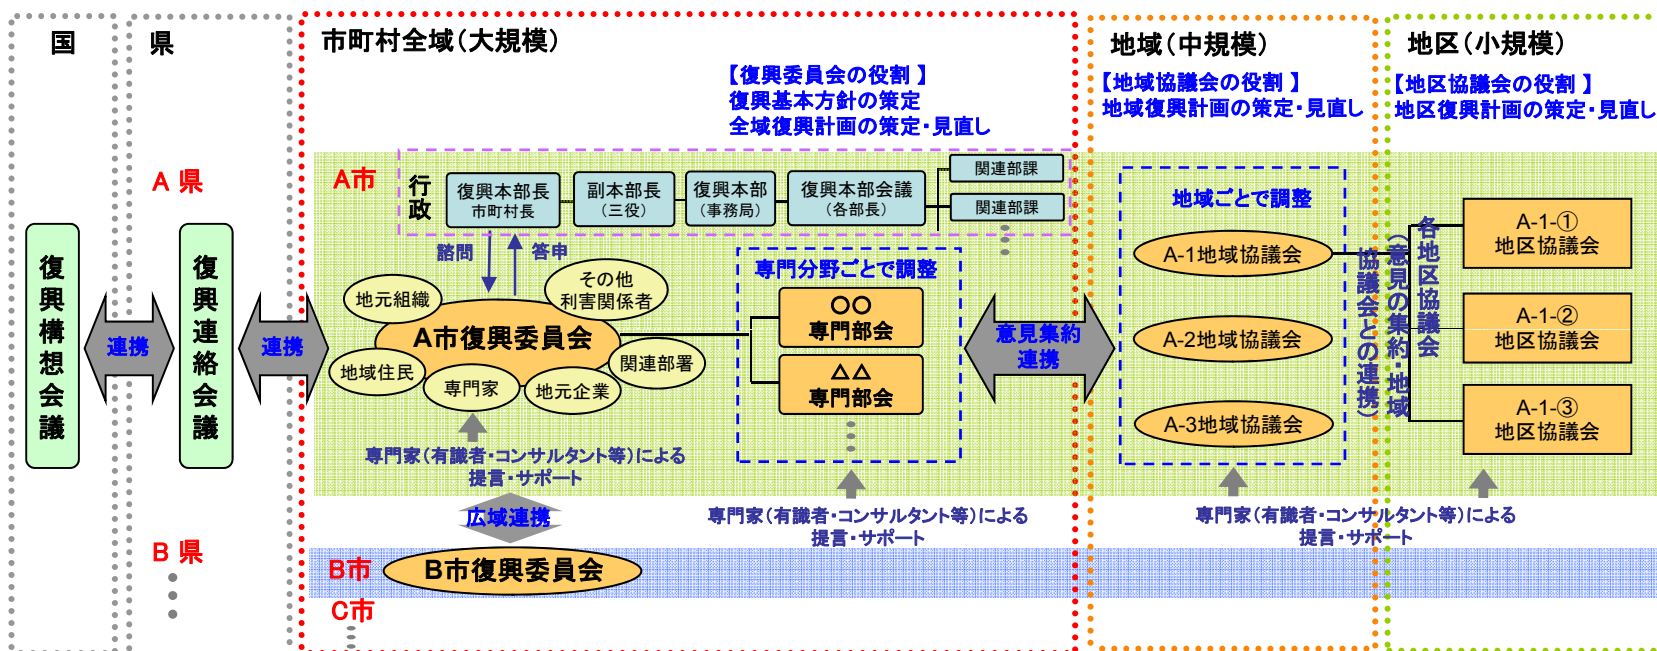 国
県
市町村全域(大規模)
地域(中規模)
地区(小規模)
【復興委員会の役割】
復興基本方針の策定
全域復興計画の策定・見直し
【地域協議会の役割】
地域復興計画の策定・見直し
【地区協議会の役割】
地区復興計画の策定・見直し
復興構想会議
連携
A県
復興連絡会議
B県
連携
A市
行政
復興本部長
市町村長
副本部長
(三役)
復興本部
(事務局)
復興本部会議
(各部長)
関連部課
関連部課
諮問
答申
地元組織
その他
利害関係者
A市復興委員会
地域住民
専門家
地元企業
関連部署
専門家(有識者・コンサルタント等)による
提言・サポート
専門分野ごとで調整
〇〇
専門部会
△△
専門部会
専門家(有識者・コンサルタント等)による
提言・サポート
広域連携
B市
B市復興委員会
C市
意見集約
連携
地域ごとで調整
A-1地域協議会
A-2地域協議会
A-3地域協議会
各地区協議会
(意見の集約・地域
協議会との連携)
A-1-①
地区協議会
A-1-②
地区協議会
A-1-③
地区協議会
専門家(有識者・コンサルタント等)による
提言・サポート